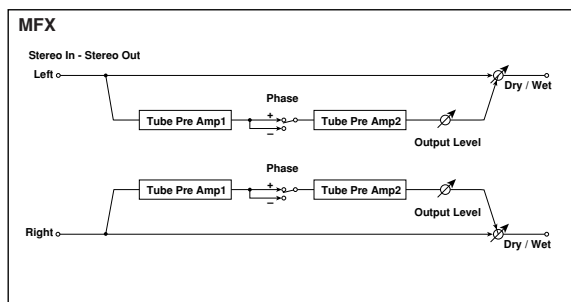 MFX
Stereo In - Stereo Out
Left
Dry / Wet
Phase
Tube Pre Amp1
+
–
Tube Pre Amp2
Output Level
Phase
Tube Pre Amp1
+
–
Tube Pre Amp2
Output Level
Right
Dry / Wet